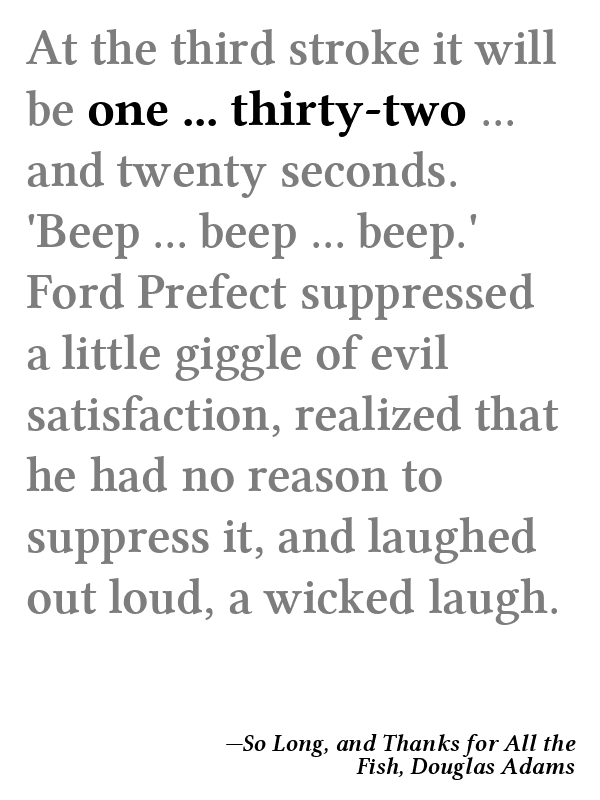 At the third stroke it will
be one ... thirty-two ...
and twenty seconds.
'Beep ... beep ... beep.'
Ford Prefect suppressed
a little giggle of evil
satisfaction, realized that
he had no reason to
suppress it, and laughed
out loud, a wicked laugh.
—So Long, and Thanks for All the
Fish, Douglas Adams